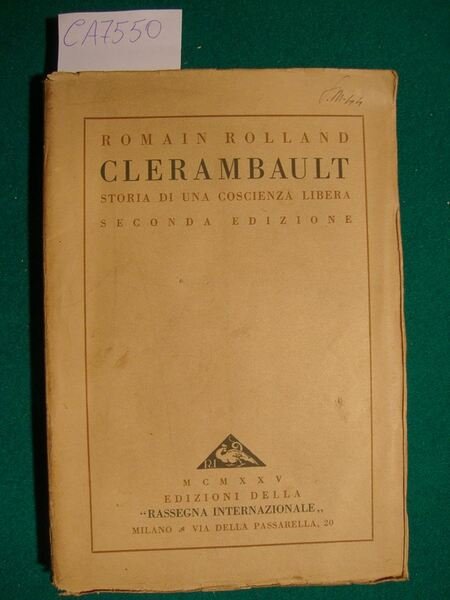 CA7550
ROMAIN ROLLAND
CLERAMBAULT
STORIA DI UNA COSCIENZA LIBERA
SECONDA EDIZIONE
MCMXXV
EDIZIONI DELLA
"RASSEGNA INTERNAZIONALE„
MILANO VIA DELLA PASSARELLA, 20